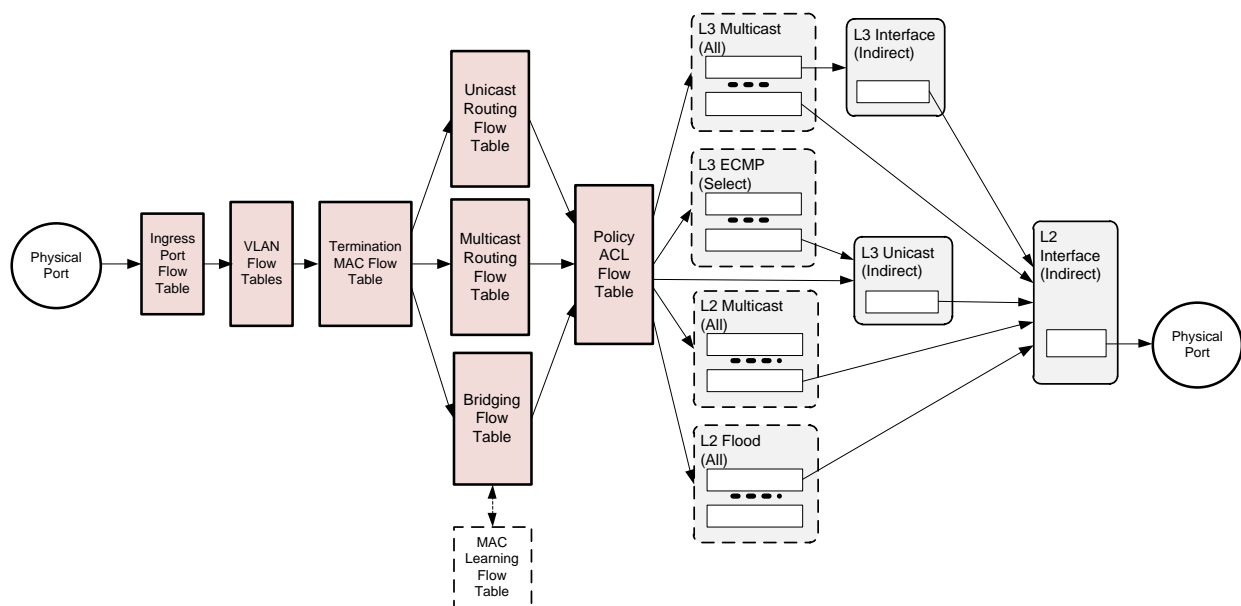 Physical
Port
Ingress
Port
Flow
Table
VLAN
Flow
Tables
Termination
MAC Flow
Table
Unicast
Routing
Flow
Table
Multicast
Routing
Flow
Table
Bridging
Flow
Table
MAC
Learning
Flow
Table
Policy
ACL
Flow
Table
L3 Multicast
(All)
L3 Interface
(Indirect)
L3 ECMP
(Select)
L3 Unicast
(Indirect)
L2 Multicast
(All)
L2 Flood
(All)
L2
Interface
(Indirect)
Physical
Port